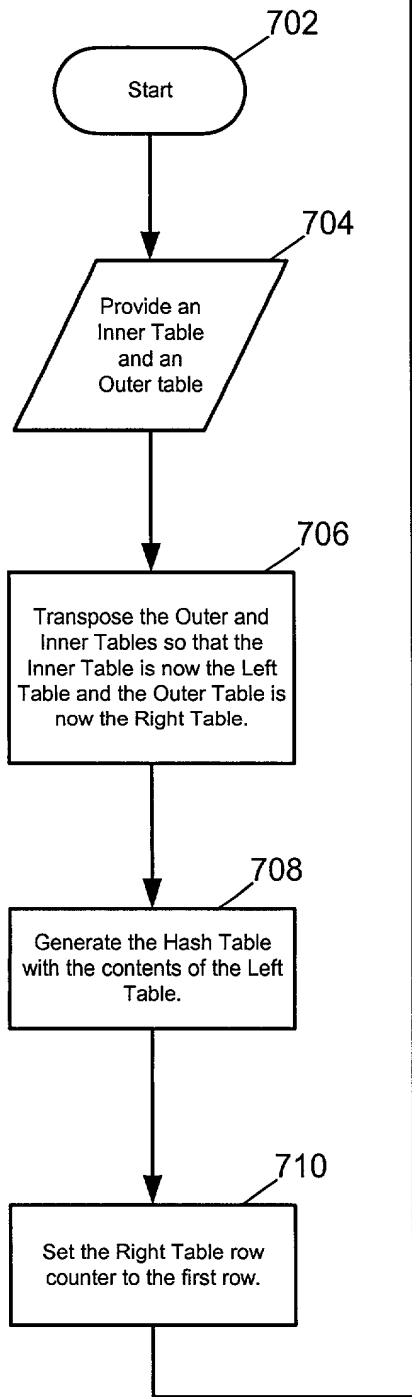 702
Start
704
Provide an
Inner Table
and an
Outer table
706
Transpose the Outer and
Inner Tables so that the
Inner Table is now the Left
Table and the Outer Table is
now the Right Table.
708
Generate the Hash Table
with the contents of the Left
Table.
710
Set the Right Table row
counter to the first row.